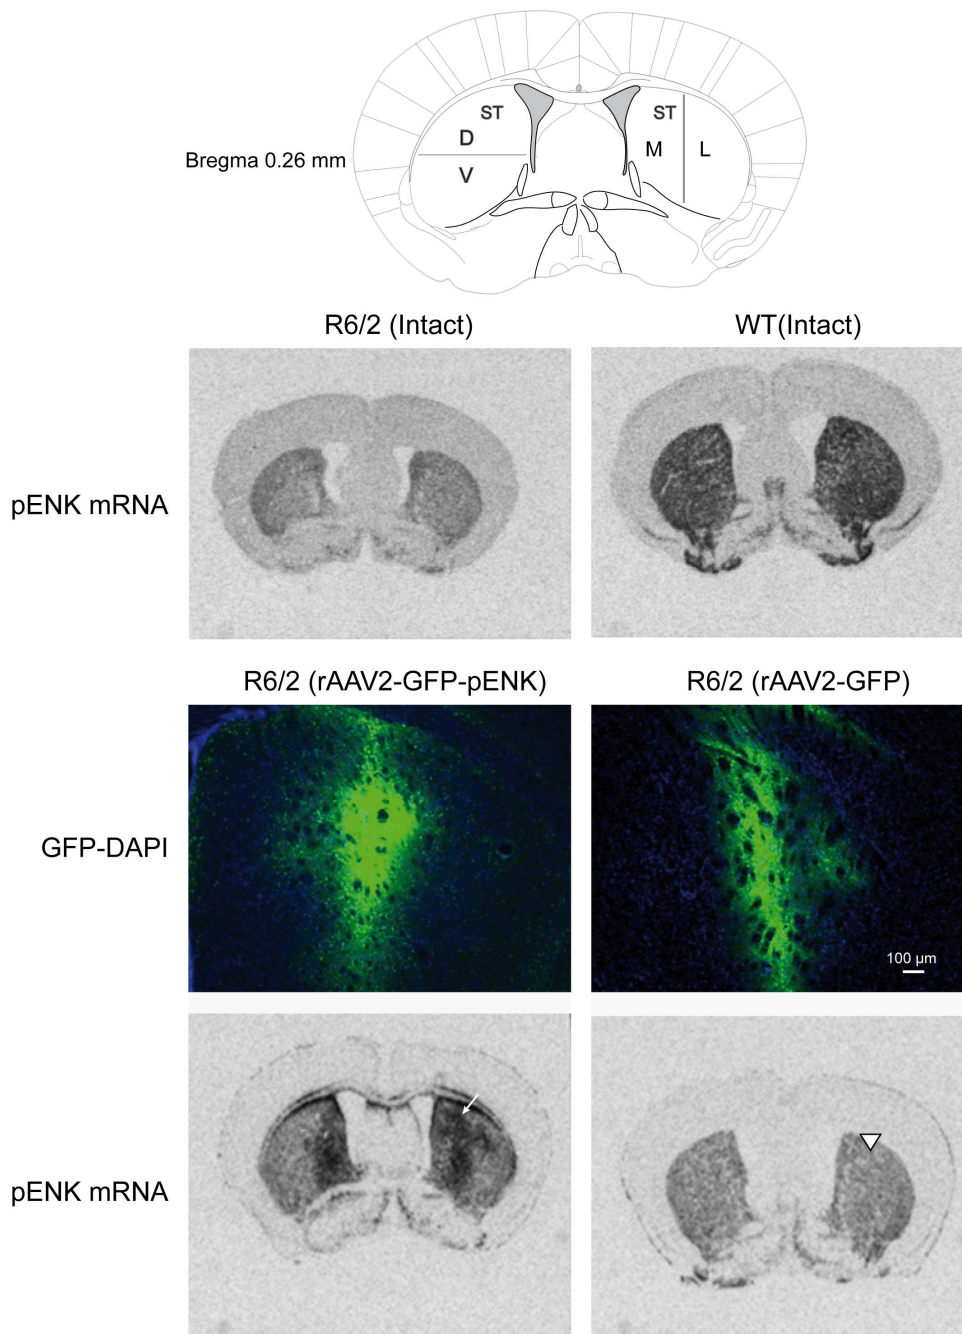 ST
ST
D
M
L
Bregma 0.26 mm
V
R6/2 (Intact)
WT(Intact)
pENK mRNA
R6/2 (rAAV2-GFP-pENK)
R6/2 (rAAV2-GFP)
GFP-DAPI
100 µm
pENK mRNA